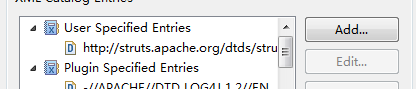 XML Catalog Entries
User Specified Entries
Add...
http://struts.apache.org/dtds/stru
Edit...
Plugin Specified Entries
-//APACHE//DTD LOG4J 1.2//EN